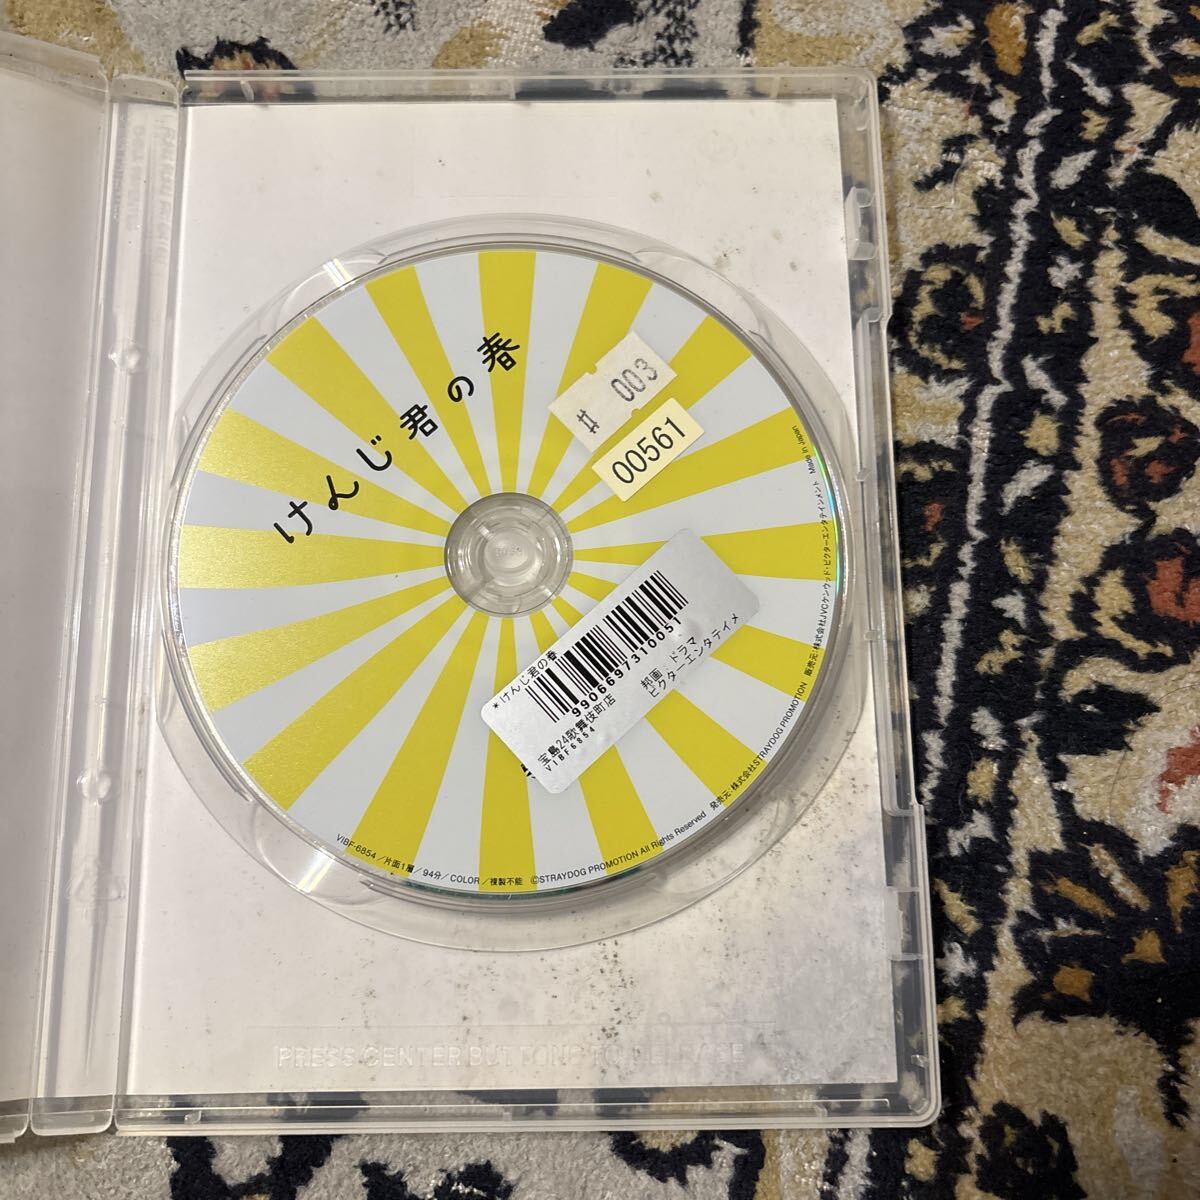 けんじ君の春
# 003
00561
*けんじ君の春
9906697310051
宝島24歌舞伎町店 邦画:ドラマ
VIBF6854 ビクターエンタテイメ
VIBF-6854/片面1層/94分/COLOR/複製不能 ©STRAYDOG PROMOTION All Rights Reserved 発売元・株式会社STRAYDOG PROMOTION 販売元・株式会社JVCケンウッド・ビクターエンタテインメント Made in Japan
PRESS CENTER BUTTONS TO RELEASE